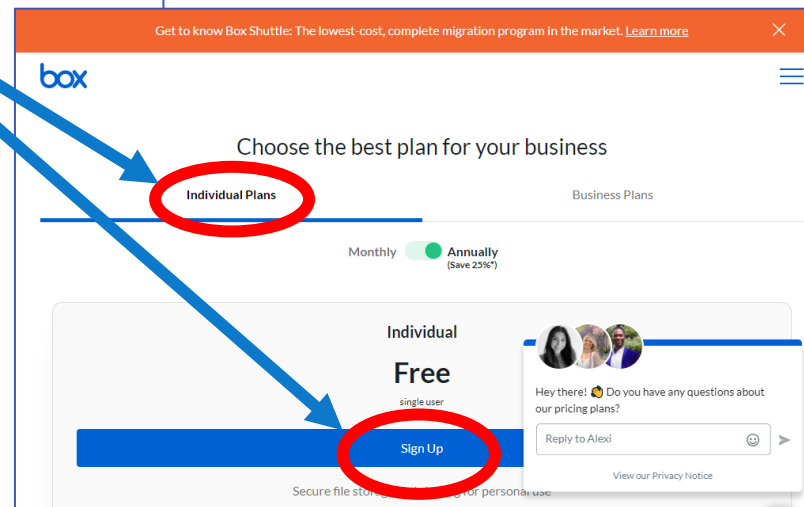 Get to know Box Shuttle: The lowest-cost, complete migration program in the market. Learn more
box
Choose the best plan for your business
Individual Plans
Business Plans
Monthly
Annually
(Save 25%*)
Individual
Free
single user
Sign Up
Secure file for personal use
Hey there! 👏 Do you have any questions about
our pricing plans?
Reply to Alexi
View our Privacy Notice